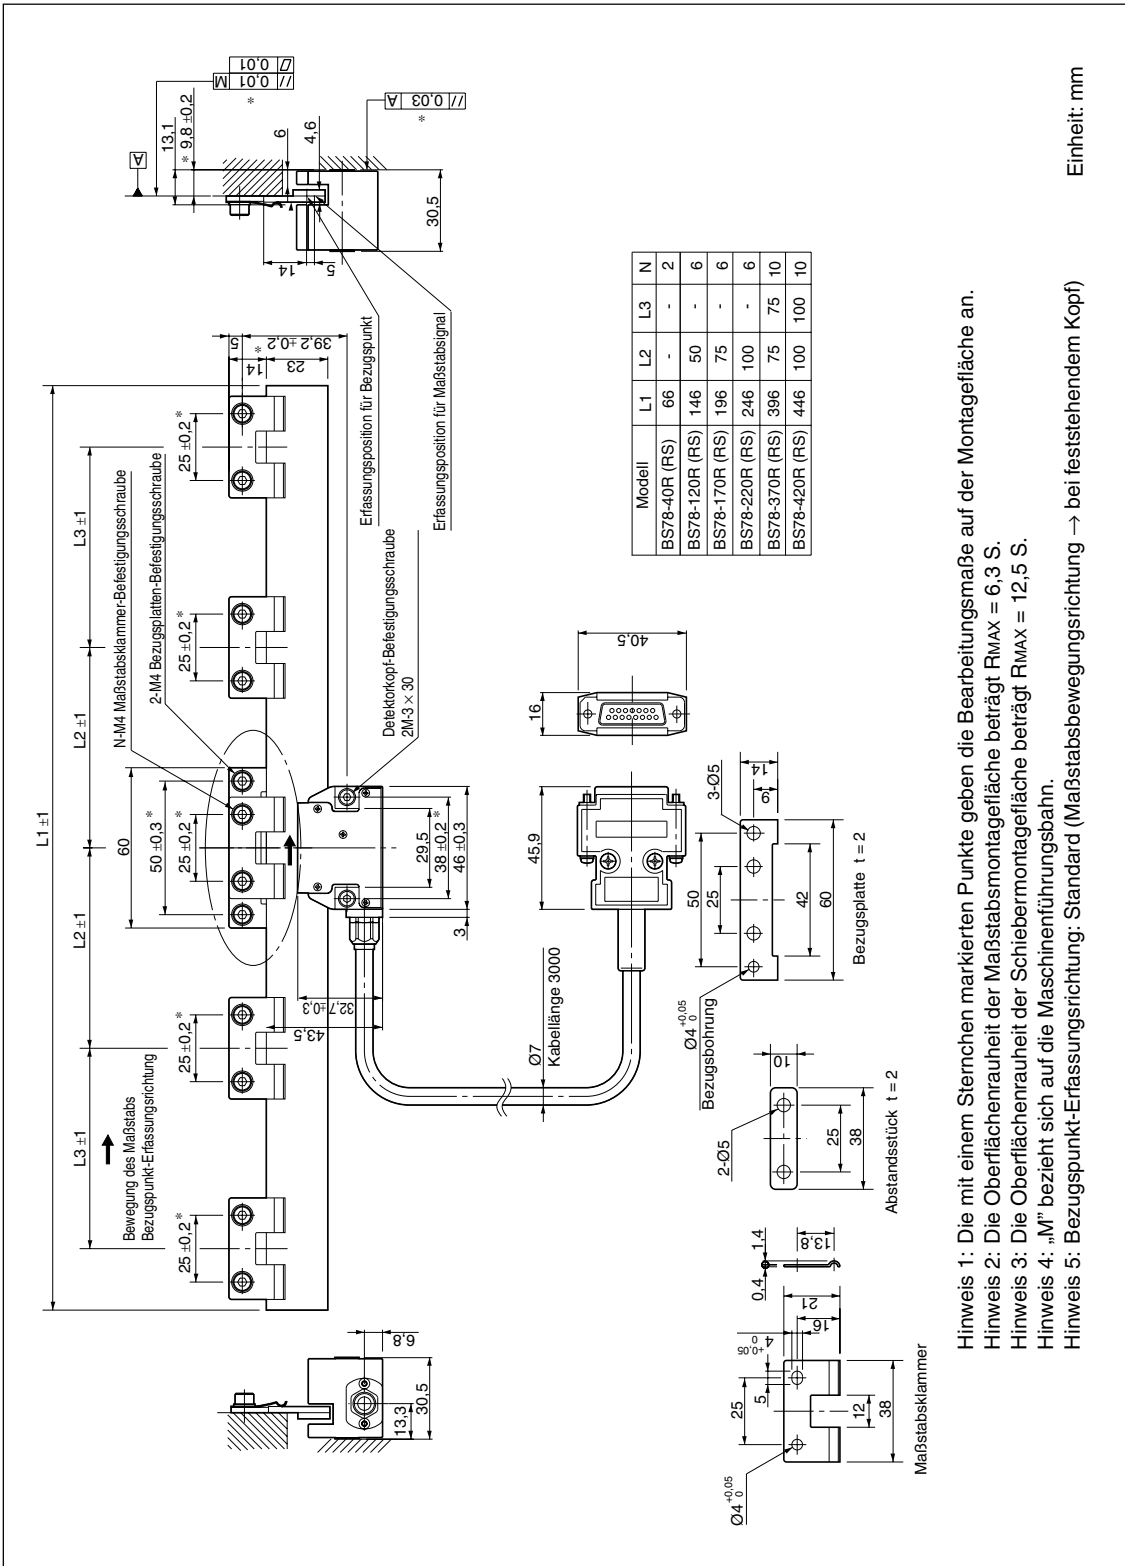 L1 ±1
L3 ±1
L2 ±1
L2 ±1
L3 ±1
Bewegung des Maßstabs
Bezugspunkt-Erfassungsrichtung
25 ±0,2 *
25 ±0,2 *
60
50 ±0,3 *
25 ±0,2 *
25 ±0,2 *
25 ±0,2 *
N-M4 Maßstabsklammer-Befestigungsschraube
2-M4 Bezugsplatten-Befestigungsschraube
5
14
39,2 ±0,2 *
23
43,5
32,7±0,3
3
29,5
38 ±0,2 *
46 ±0,3
Detektorkopf-Befestigungsschraube
2M-3 × 30
6,8
13,3
30,5
A
13,1
* 9,8 ±0,2
6
4,6
* // 0,01 M
0,01
* // 0,03 A
14
5
30,5
Erfassungsposition für Bezugspunkt
Erfassungsposition für Maßstabsignal
Ø7
Kabellänge 3000
45,9
16
40,5
Modell L1 L2 L3 N
BS78-40R (RS) 66 - - 2
BS78-120R (RS) 146 50 - 6
BS78-170R (RS) 196 75 - 6
BS78-220R (RS) 246 100 - 6
BS78-370R (RS) 396 75 75 10
BS78-420R (RS) 446 100 100 10
Ø4 +0,05 0
25
5
4 +0,05 0
16
21
12
38
Maßstabsklammer
0,4
1,4
13,8
2-Ø5
10
25
38
Abstandsstück t = 2
Ø4 +0,05 0
Bezugsbohrung
50
25
3-Ø5
14
9
42
60
Bezugsplatte t = 2
Hinweis 1: Die mit einem Sternchen markierten Punkte geben die Bearbeitungsmaße auf der Montagefläche an.
Hinweis 2: Die Oberflächenrauheit der Maßstabsmontagefläche beträgt RMAX = 6,3 S.
Hinweis 3: Die Oberflächenrauheit der Schiebermontagefläche beträgt RMAX = 12,5 S.
Hinweis 4: „M” bezieht sich auf die Maschinenführungsbahn.
Hinweis 5: Bezugspunkt-Erfassungsrichtung: Standard (Maßstabsbewegungsrichtung → bei feststehendem Kopf)
Einheit: mm